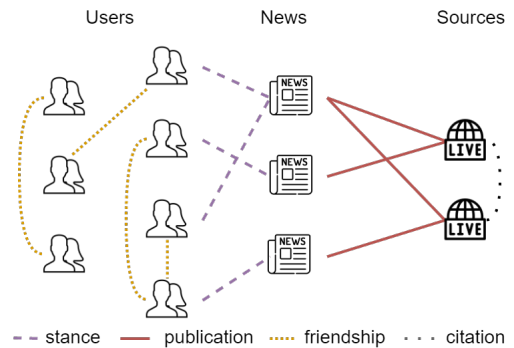 Users News Sources
NEWS
NEWS
LIVE
LIVE
NEWS
stance publication friendship citation